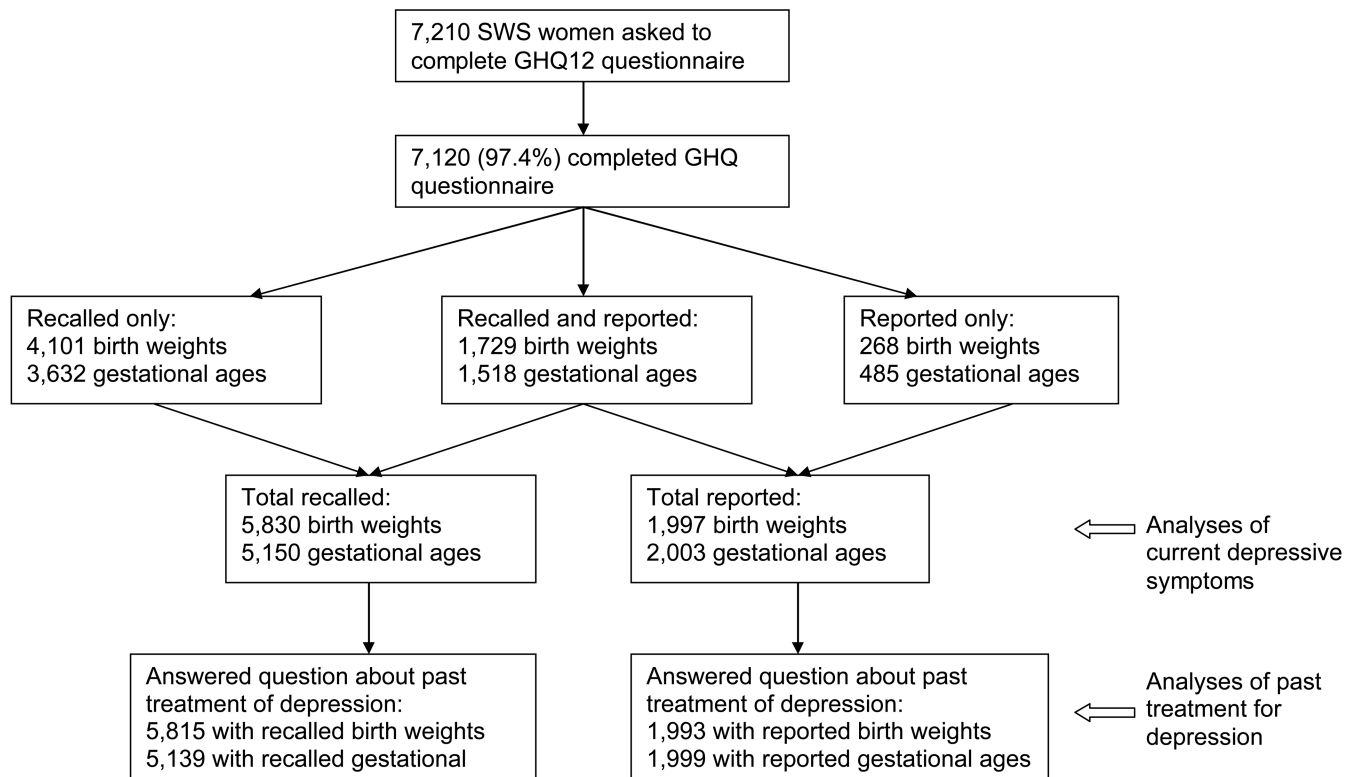 7,210 SWS women asked to
complete GHQ12 questionnaire
7,120 (97.4%) completed GHQ
questionnaire
Recalled only:
4,101 birth weights
3,632 gestational ages
Recalled and reported:
1,729 birth weights
1,518 gestational ages
Reported only:
268 birth weights
485 gestational ages
Total recalled:
5,830 birth weights
5,150 gestational ages
Total reported:
1,997 birth weights
2,003 gestational ages
Analyses of
current depressive
symptoms
Answered question about past
treatment of depression:
5,815 with recalled birth weights
5,139 with recalled gestational
Answered question about past
treatment of depression:
1,993 with reported birth weights
1,999 with reported gestational ages
Analyses of past
treatment for
depression